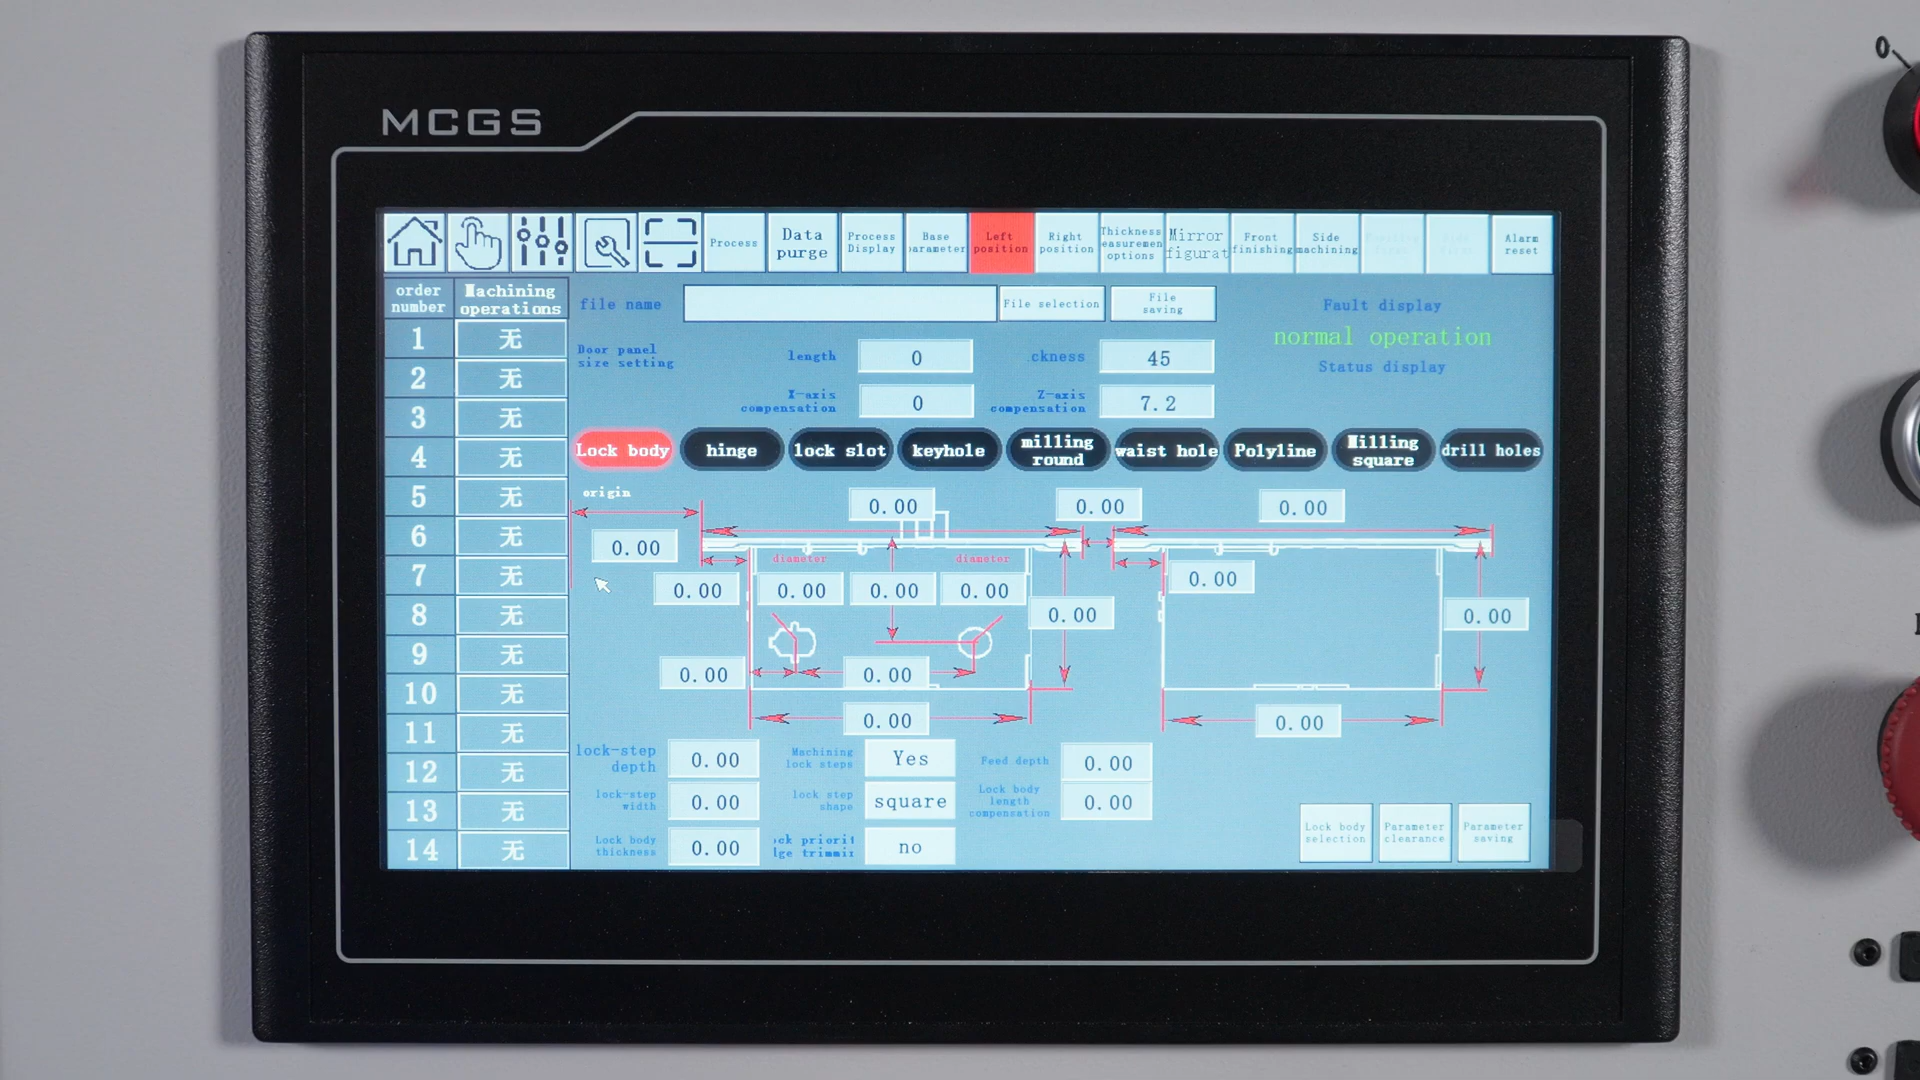 MCGS
Process
Data
purge
Process
Display
Base
parameter
Left
position
Right
position
Thickness
easuremen
options
Mirror
figurat
Front
finishing
Side
machining
Alarm
reset
order
number
Machining
operations
file name
File selection
File
saving
Fault display
normal operation
Status display
Door panel
size setting
length
0
ckness
45
X-axis
compensation
0
Z-axis
compensation
7.2
Lock body
hinge
lock slot
keyhole
milling
round
waist hole
Polyline
Milling
square
drill holes
1 无
2 无
3 无
4 无
5 无
6 无
7 无
8 无
9 无
10 无
11 无
12 无
13 无
14 无
origin
0.00
0.00
0.00
0.00
diameter
diameter
0.00
0.00
0.00
0.00
0.00
0.00
0.00
0.00
0.00
0.00
0.00
0.00
lock-step
depth
0.00
Machining
lock steps
Yes
Feed depth
0.00
lock-step
width
0.00
lock step
shape
square
Lock body
length
compensation
0.00
Lock body
thickness
0.00
ck priorit
ge trimmi
no
Lock body
selection
Parameter
clearance
Parameter
saving
0